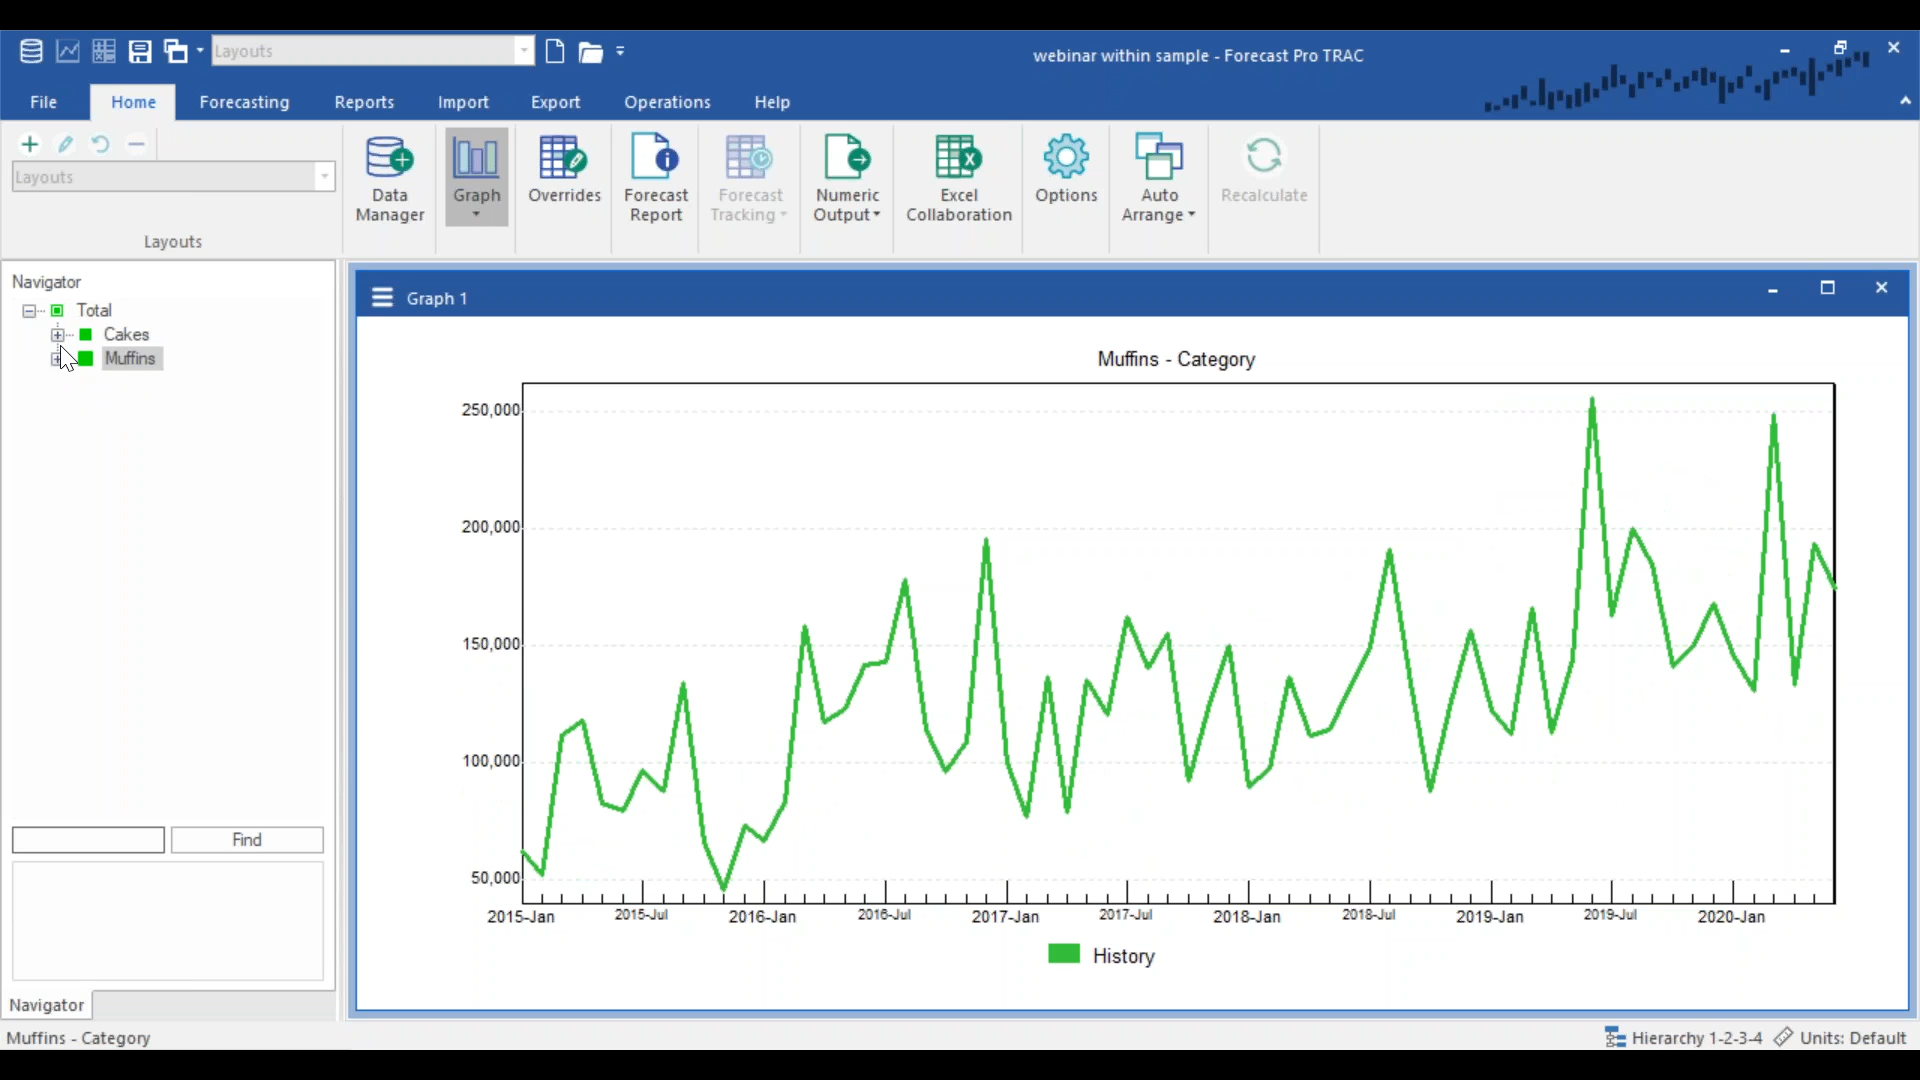 Layouts
webinar within sample - Forecast Pro TRAC
File
Home
Forecasting
Reports
Import
Export
Operations
Help
Layouts
Layouts
Data
Manager
Graph
Overrides
Forecast
Report
Forecast
Tracking
Numeric
Output
Excel
Collaboration
Options
Auto
Arrange
Recalculate
Navigator
Total
Cakes
Muffins
Find
Navigator
Graph 1
Muffins - Category
250,000
200,000
150,000
100,000
50,000
2015-Jan
2015-Jul
2016-Jan
2016-Jul
2017-Jan
2017-Jul
2018-Jan
2018-Jul
2019-Jan
2019-Jul
2020-Jan
History
Muffins - Category
Hierarchy 1-2-3-4
Units: Default